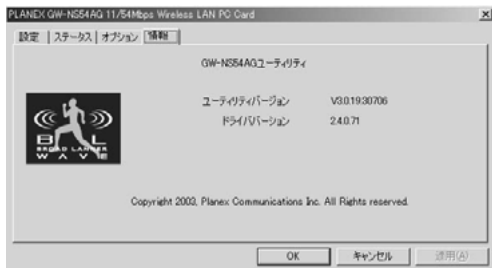 PLANEX GW-NS54AG 11/54Mbps Wireless LAN PC Card
設定 ステータス オプション 情報
GW-NS54AGユーティリティ
ユーティリティバージョン V3.0.19.30706
ドライババージョン 2.4.0.71
BROAD LANNER
WAVE
Copyright 2003, Planex Communications Inc. All Rights reserved.
OK キャンセル 適用(A)